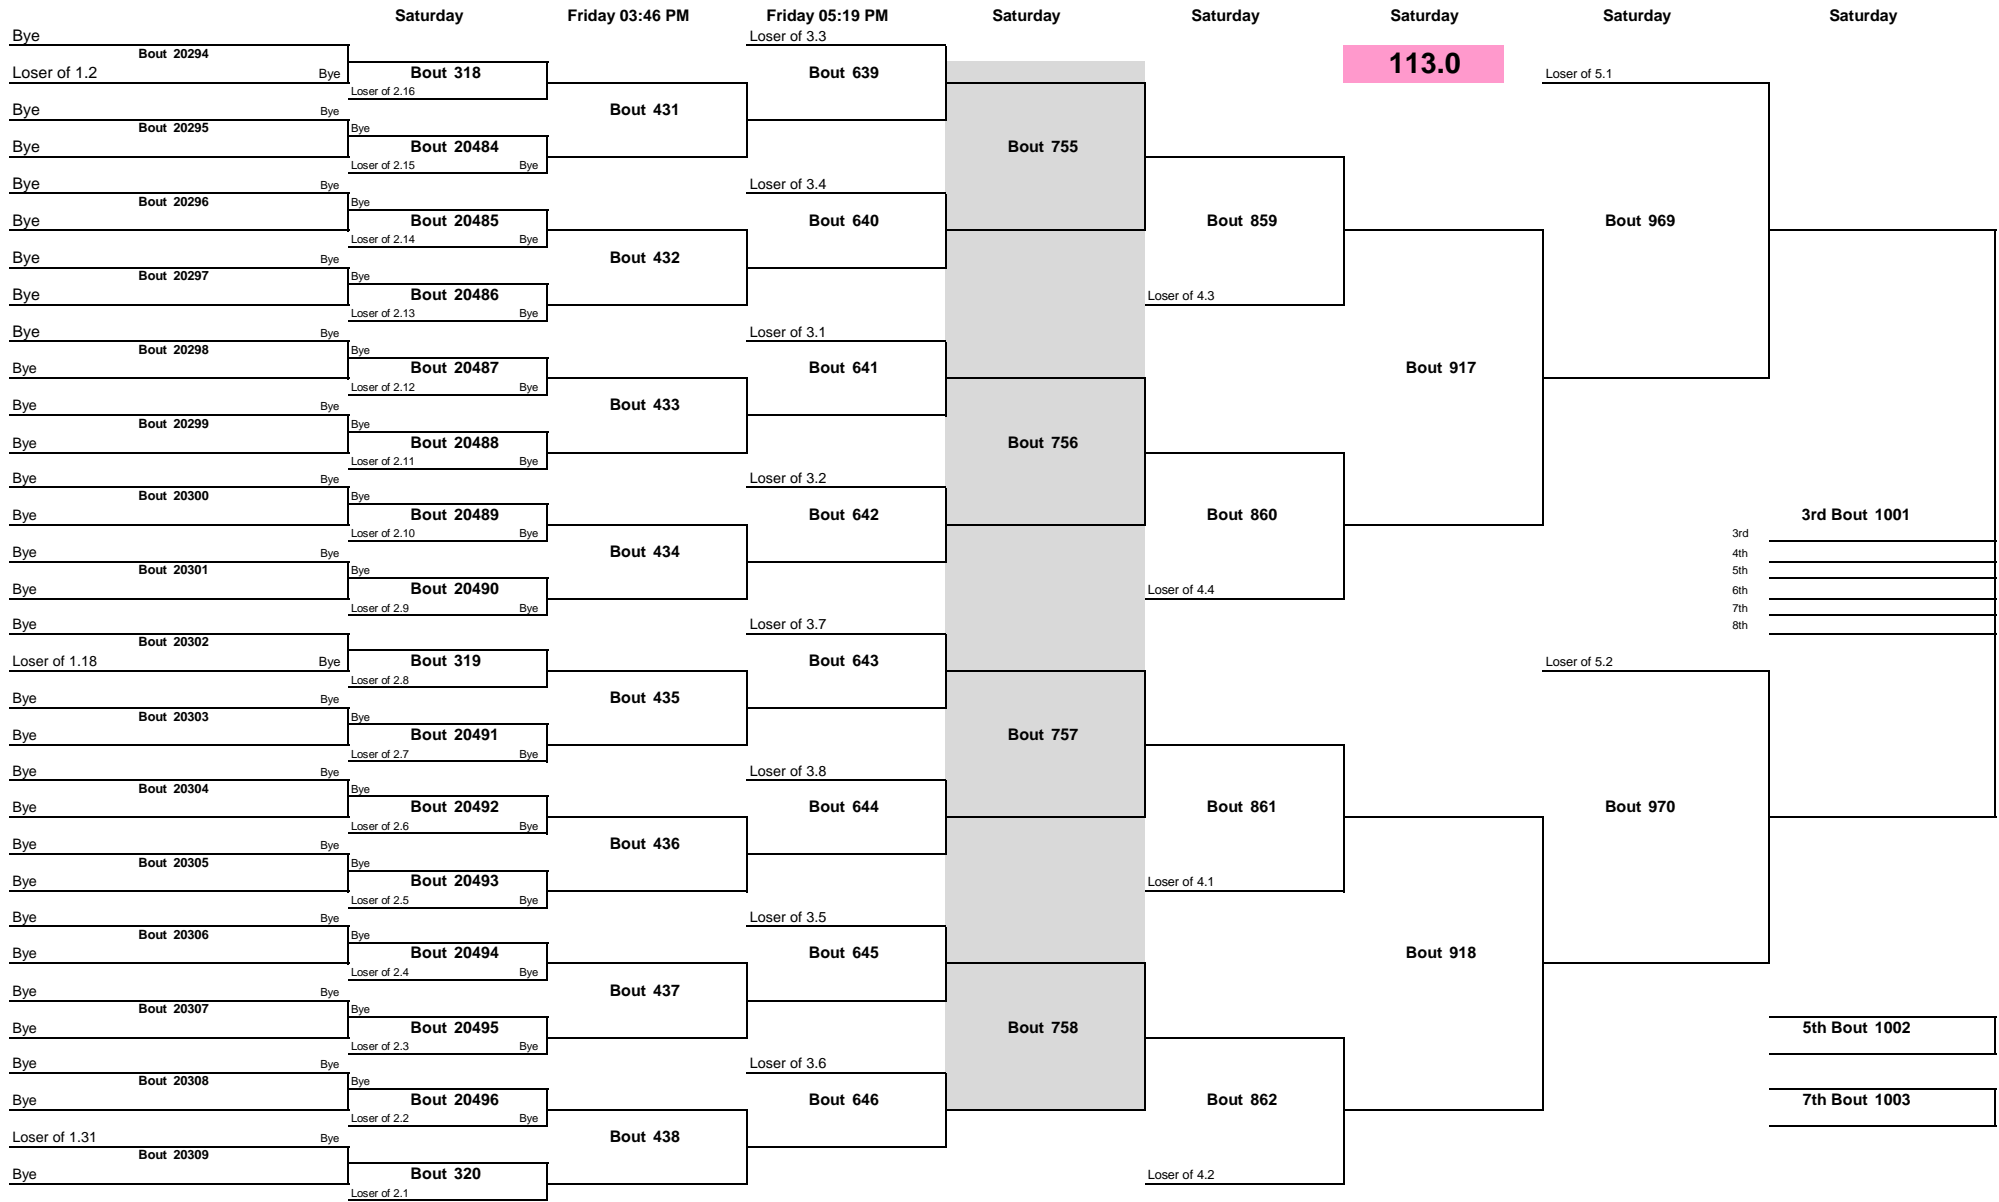 Saturday Friday 03:46 PM Friday 05:19 PM Saturday Saturday Saturday Saturday Saturday
Bye Loser of 3.3
Bout 20294 113.0
Loser of 1.2 Bye Bout 318 Bout 639 Loser of 5.1
Loser of 2.16
Bye Bye Bout 431
Bout 20295 Bye
Bye Bout 20484 Bout 755
Loser of 2.15 Bye
Bye Bye Loser of 3.4
Bout 20296 Bye
Bye Bout 20485 Bout 640 Bout 859 Bout 969
Loser of 2.14 Bye
Bye Bye Bout 432
Bout 20297 Bye
Bye Bout 20486 Loser of 4.3
Loser of 2.13 Bye
Bye Bye Loser of 3.1
Bout 20298 Bye
Bye Bout 20487 Bout 641 Bout 917
Loser of 2.12 Bye
Bye Bye Bout 433
Bout 20299 Bye
Bye Bout 20488 Bout 756
Loser of 2.11 Bye
Bye Bye Loser of 3.2
Bout 20300 Bye
Bye Bout 20489 Bout 642 Bout 860 3rd Bout 1001
Loser of 2.10 Bye 3rd
Bye Bye Bout 434 4th
Bout 20301 Bye 5th
Bye Bout 20490 Loser of 4.4 6th
Loser of 2.9 Bye 7th
Bye Loser of 3.7 8th
Bout 20302
Loser of 1.18 Bye Bout 319 Bout 643 Loser of 5.2
Loser of 2.8
Bye Bye Bout 435
Bout 20303 Bye
Bye Bout 20491 Bout 757
Loser of 2.7 Bye
Bye Bye Loser of 3.8
Bout 20304 Bye
Bye Bout 20492 Bout 644 Bout 861 Bout 970
Loser of 2.6 Bye
Bye Bye Bout 436
Bout 20305 Bye
Bye Bout 20493 Loser of 4.1
Loser of 2.5 Bye
Bye Bye Loser of 3.5
Bout 20306 Bye
Bye Bout 20494 Bout 645 Bout 918
Loser of 2.4 Bye
Bye Bye Bout 437
Bout 20307 Bye
Bye Bout 20495 Bout 758 5th Bout 1002
Loser of 2.3 Bye
Bye Bye Loser of 3.6
Bout 20308 Bye
Bye Bout 20496 Bout 646 Bout 862 7th Bout 1003
Loser of 2.2 Bye
Loser of 1.31 Bye Bout 438
Bout 20309
Bye Bout 320 Loser of 4.2
Loser of 2.1